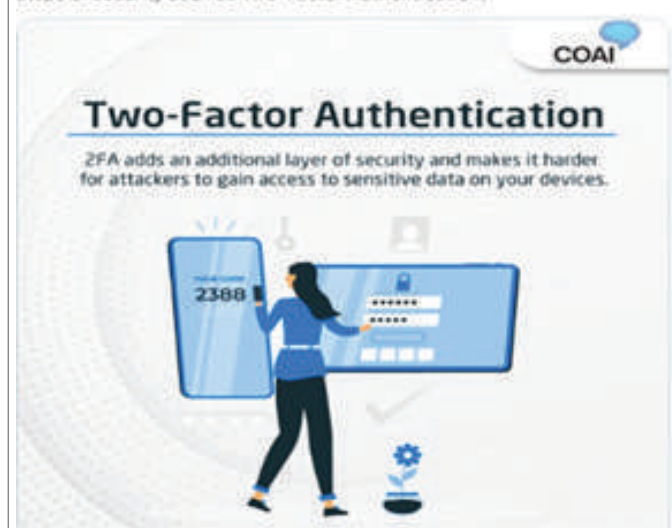 COAI
Two-Factor Authentication
2FA adds an additional layer of security and makes it harder
for attackers to gain access to sensitive data on your devices.
2388